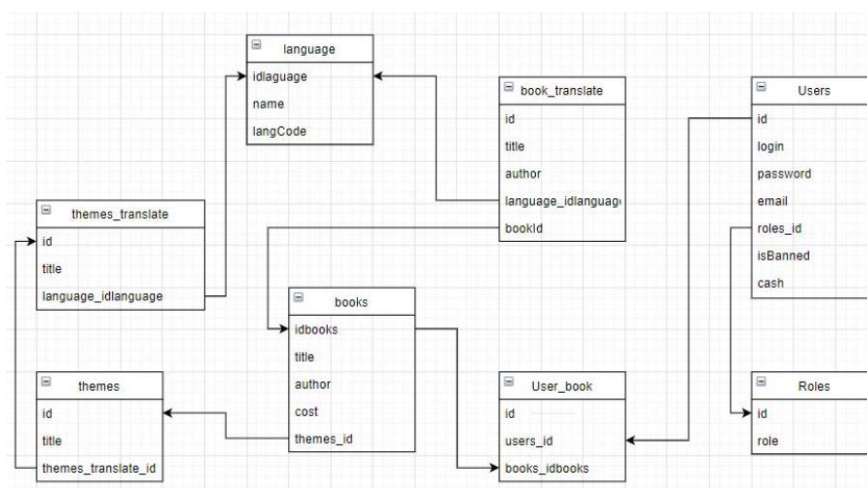 language
idlaguage
name
langCode
book_translate
id
title
author
language_idlanguag
bookId
Users
id
login
password
email
roles_id
isBanned
cash
themes_translate
id
title
language_idlanguage
books
idbooks
title
author
cost
themes_id
themes
id
title
themes_translate_id
User_book
id
users_id
books_idbooks
Roles
id
role